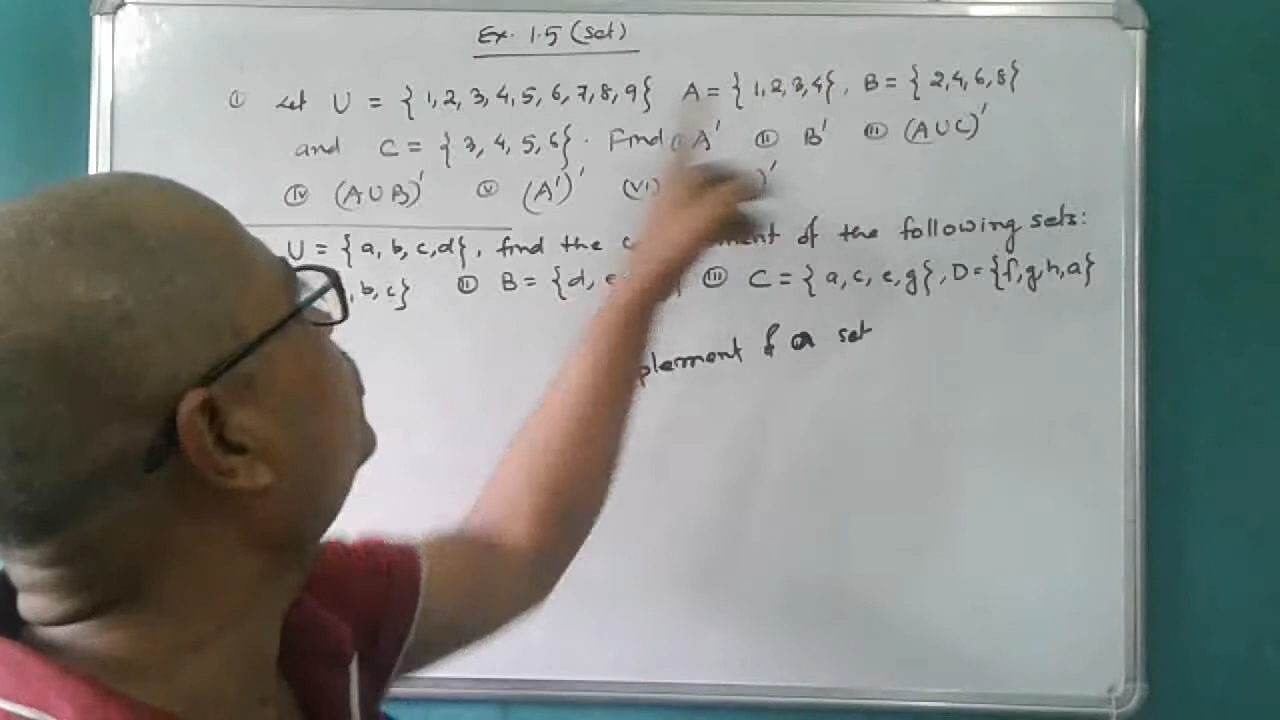 Ex. 1.5 (set)
① Let U = {1,2,3,4,5,6,7,8,9} A = {1,2,3,4}, B = {2,4,6,8}
and C = {3,4,5,6}. Find A' ⓘⓘ B' ⓘⓘⓘ (A∪C)'
ⓘⓥ (A∪B)' ⓥ (A')' (vi) )'
U = {a,b,c,d}, find the c ment of the following sets:
,b,c} ⓘⓘ B = {d, e ⓘⓘⓘ C = {a,c,e,g}, D = {f,g,h,a}
plement of a set